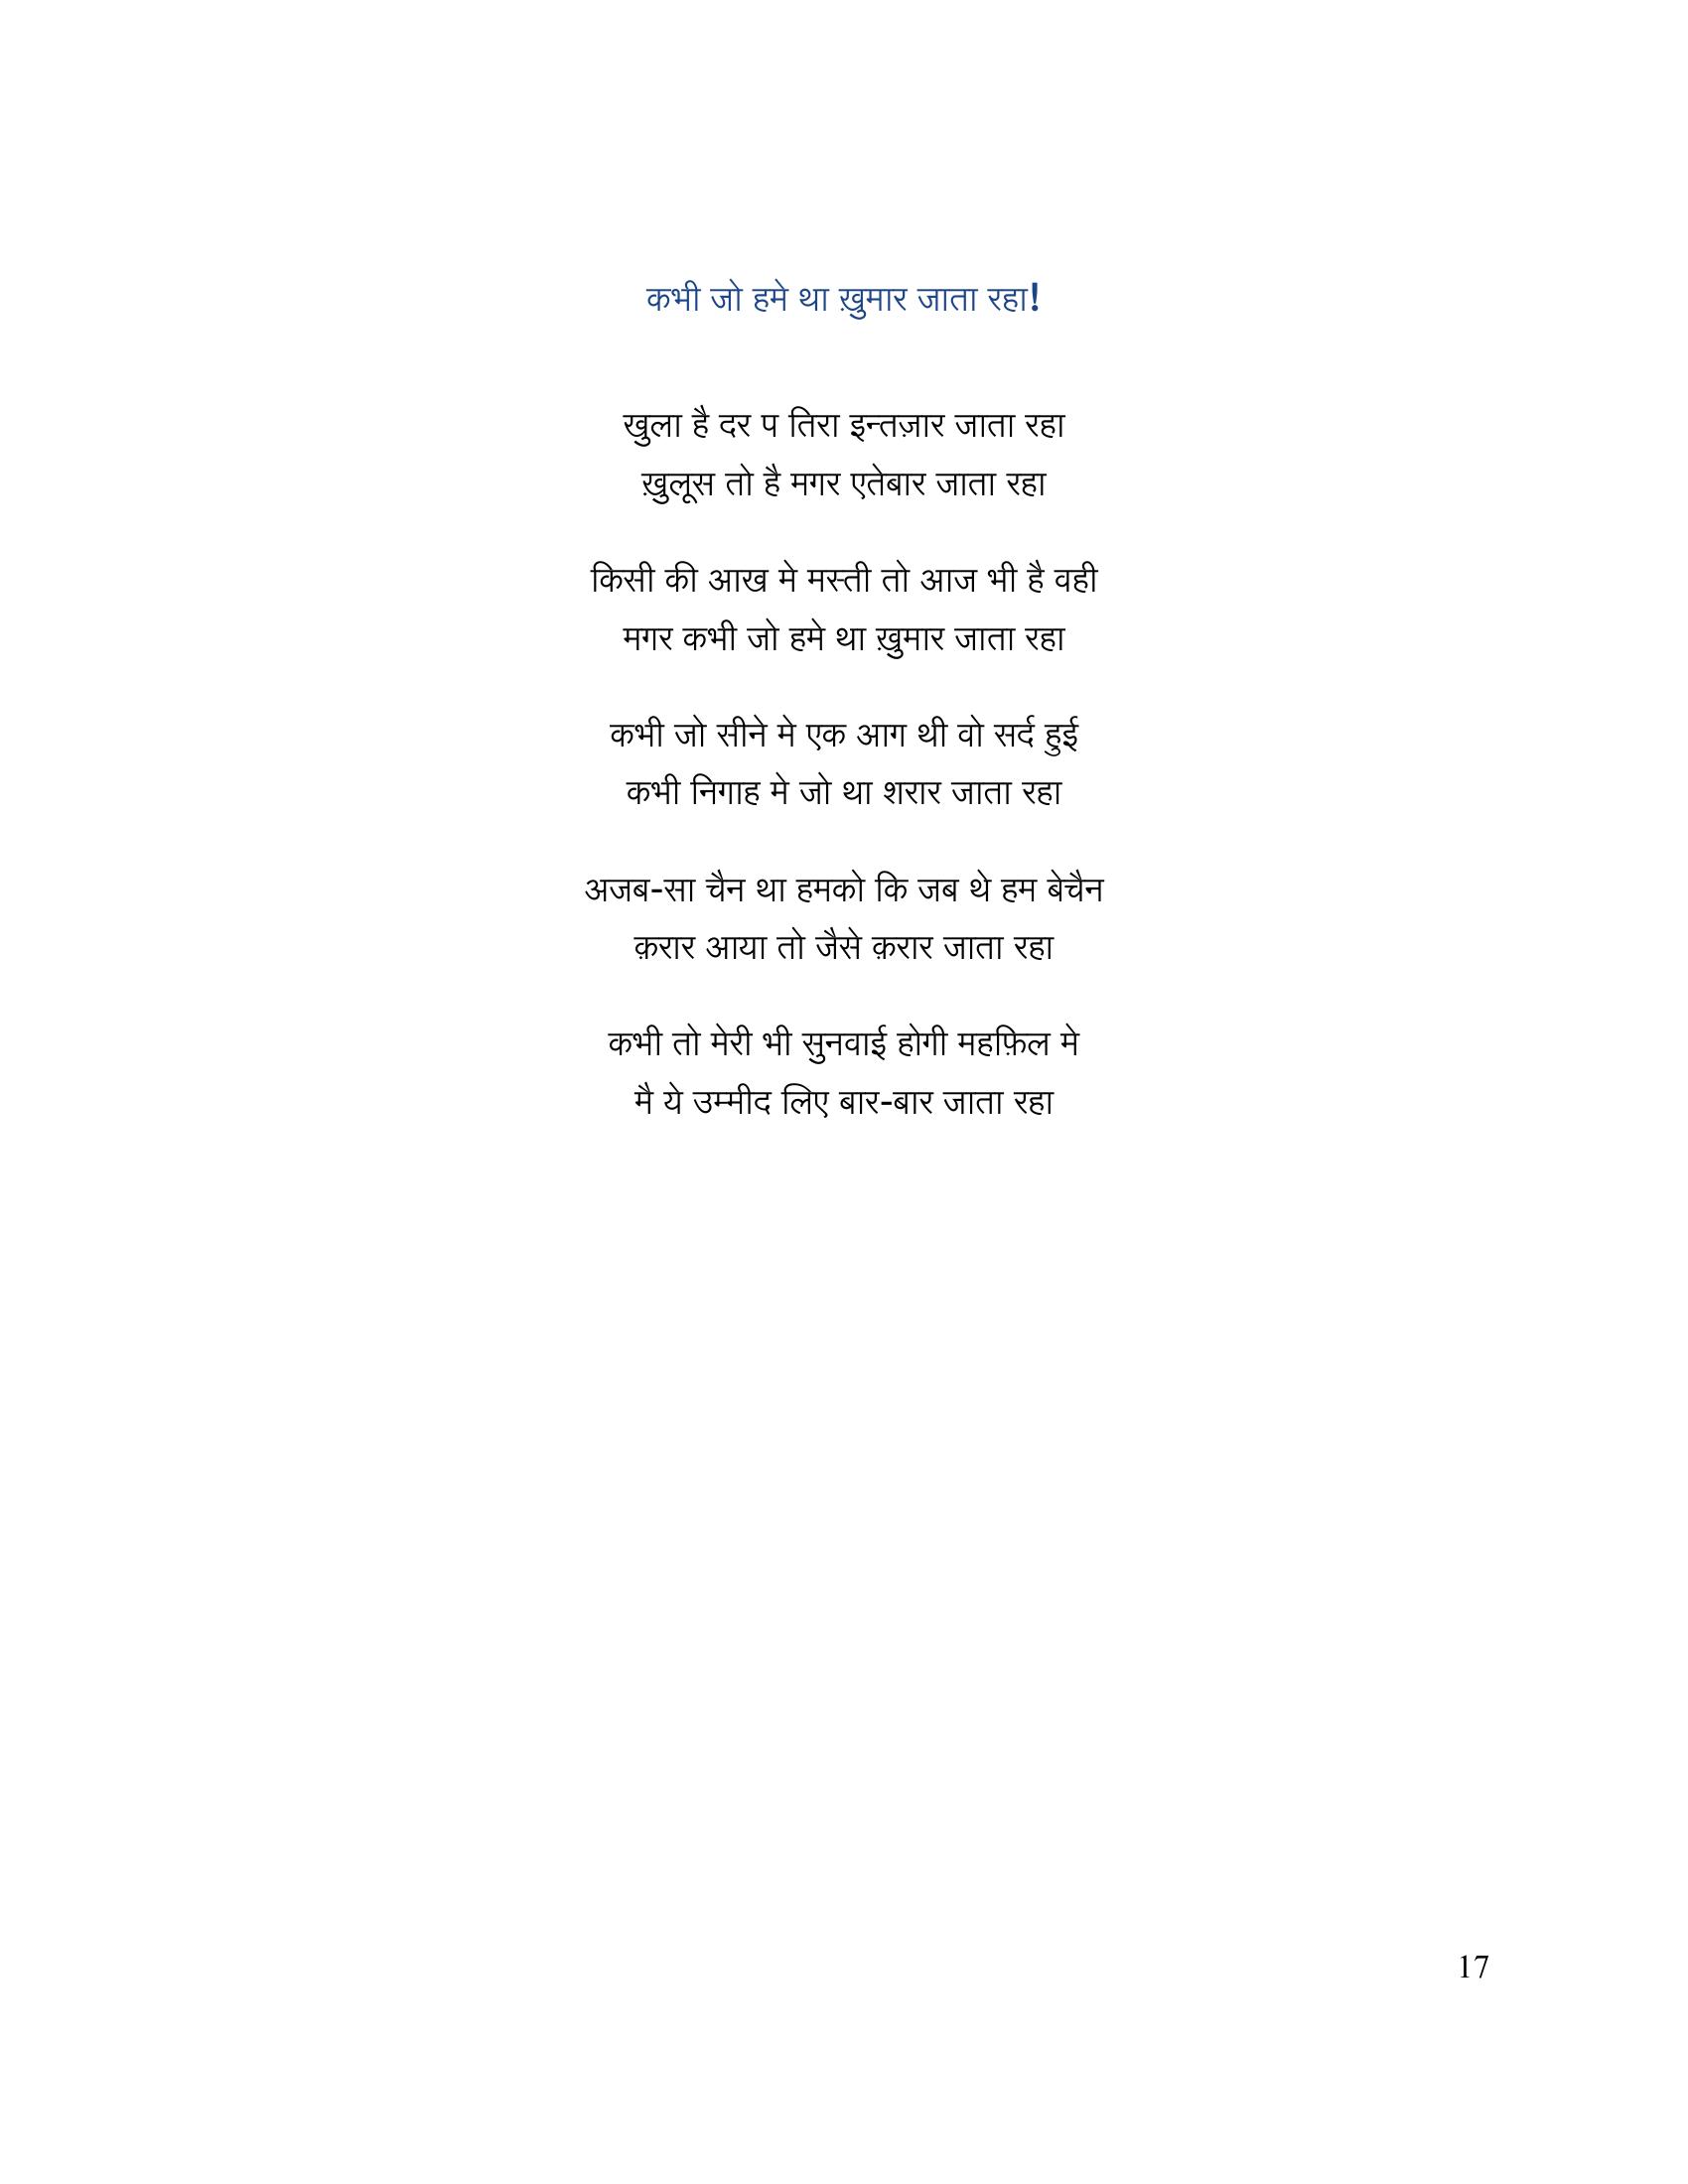 कभी जो हमे था ख़ुमार जाता रहा!
खुला है दर प तिरा इन्तज़ार जाता रहा
ख़ुलूस तो है मगर एतेबार जाता रहा
किसी की आख मे मस्ती तो आज भी है वही
मगर कभी जो हमे था ख़ुमार जाता रहा
कभी जो सीने मे एक आग थी वो सर्द हुई
कभी निगाह मे जो था शरार जाता रहा
अजब-सा चैन था हमको कि जब थे हम बेचैन
क़रार आया तो जैसे क़रार जाता रहा
कभी तो मेरी भी सुनवाई होगी महफ़िल मे
मै ये उम्मीद लिए बार-बार जाता रहा
17